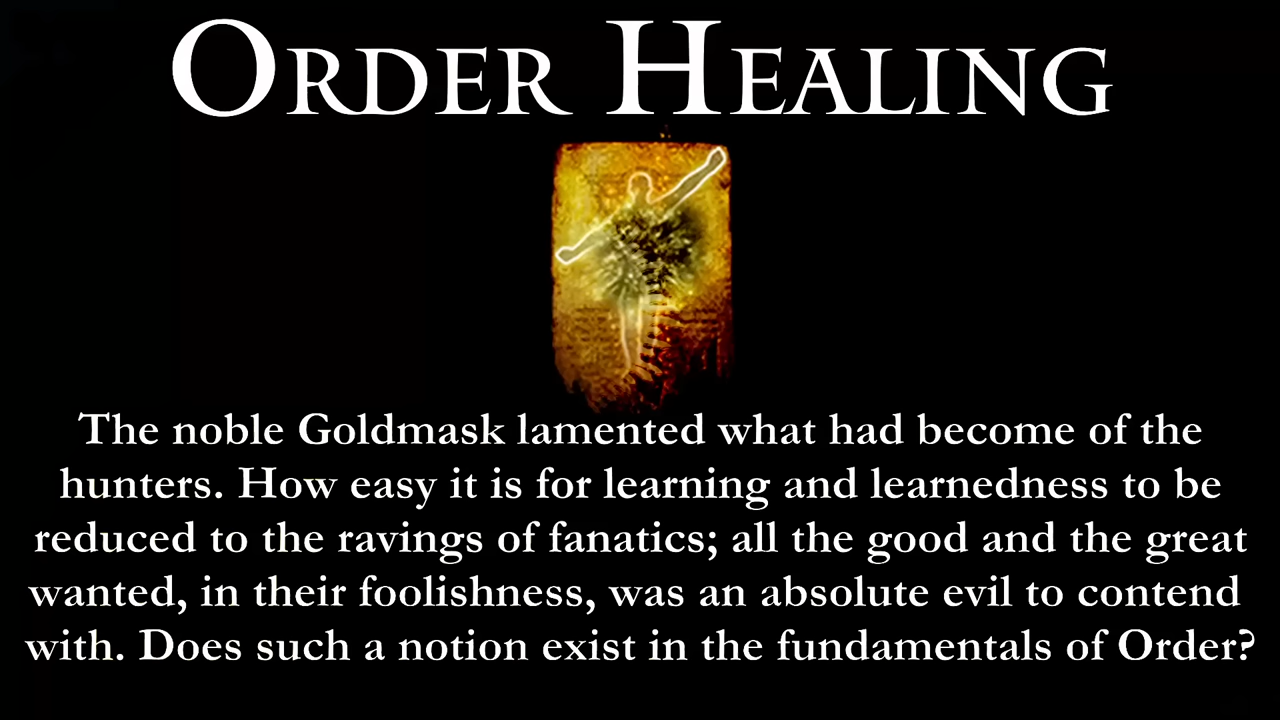 Order Healing
The noble Goldmask lamented what had become of the
hunters. How easy it is for learning and learnedness to be
reduced to the ravings of fanatics; all the good and the great
wanted, in their foolishness, was an absolute evil to contend
with. Does such a notion exist in the fundamentals of Order?